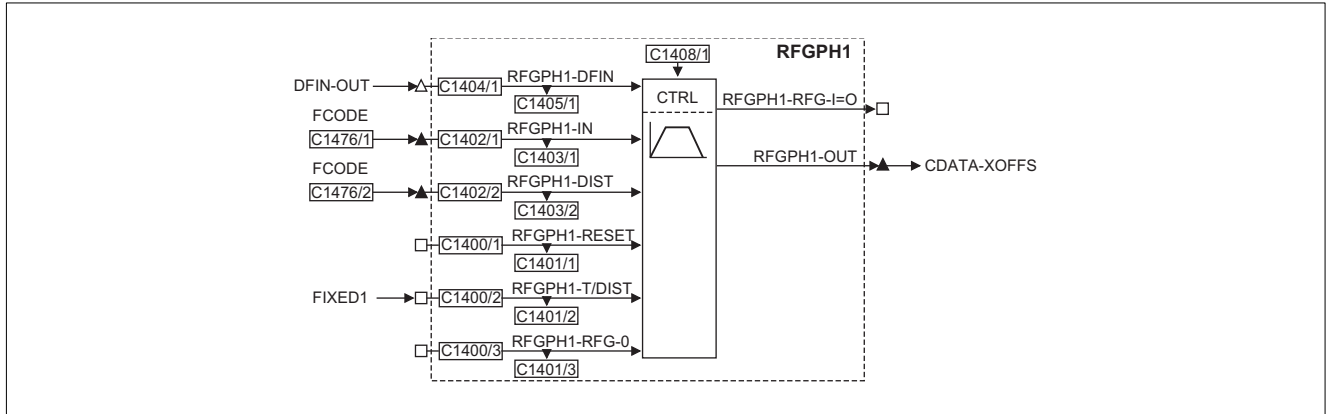 C1408/1 RFGPH1
DFIN-OUT C1404/1 RFGPH1-DFIN
C1405/1
CTRL
RFGPH1-RFG-I=O
FCODE
C1476/1 C1402/1 RFGPH1-IN
C1403/1
RFGPH1-OUT CDATA-XOFFS
FCODE
C1476/2 C1402/2 RFGPH1-DIST
C1403/2
C1400/1 RFGPH1-RESET
C1401/1
FIXED1 C1400/2 RFGPH1-T/DIST
C1401/2
C1400/3 RFGPH1-RFG-0
C1401/3